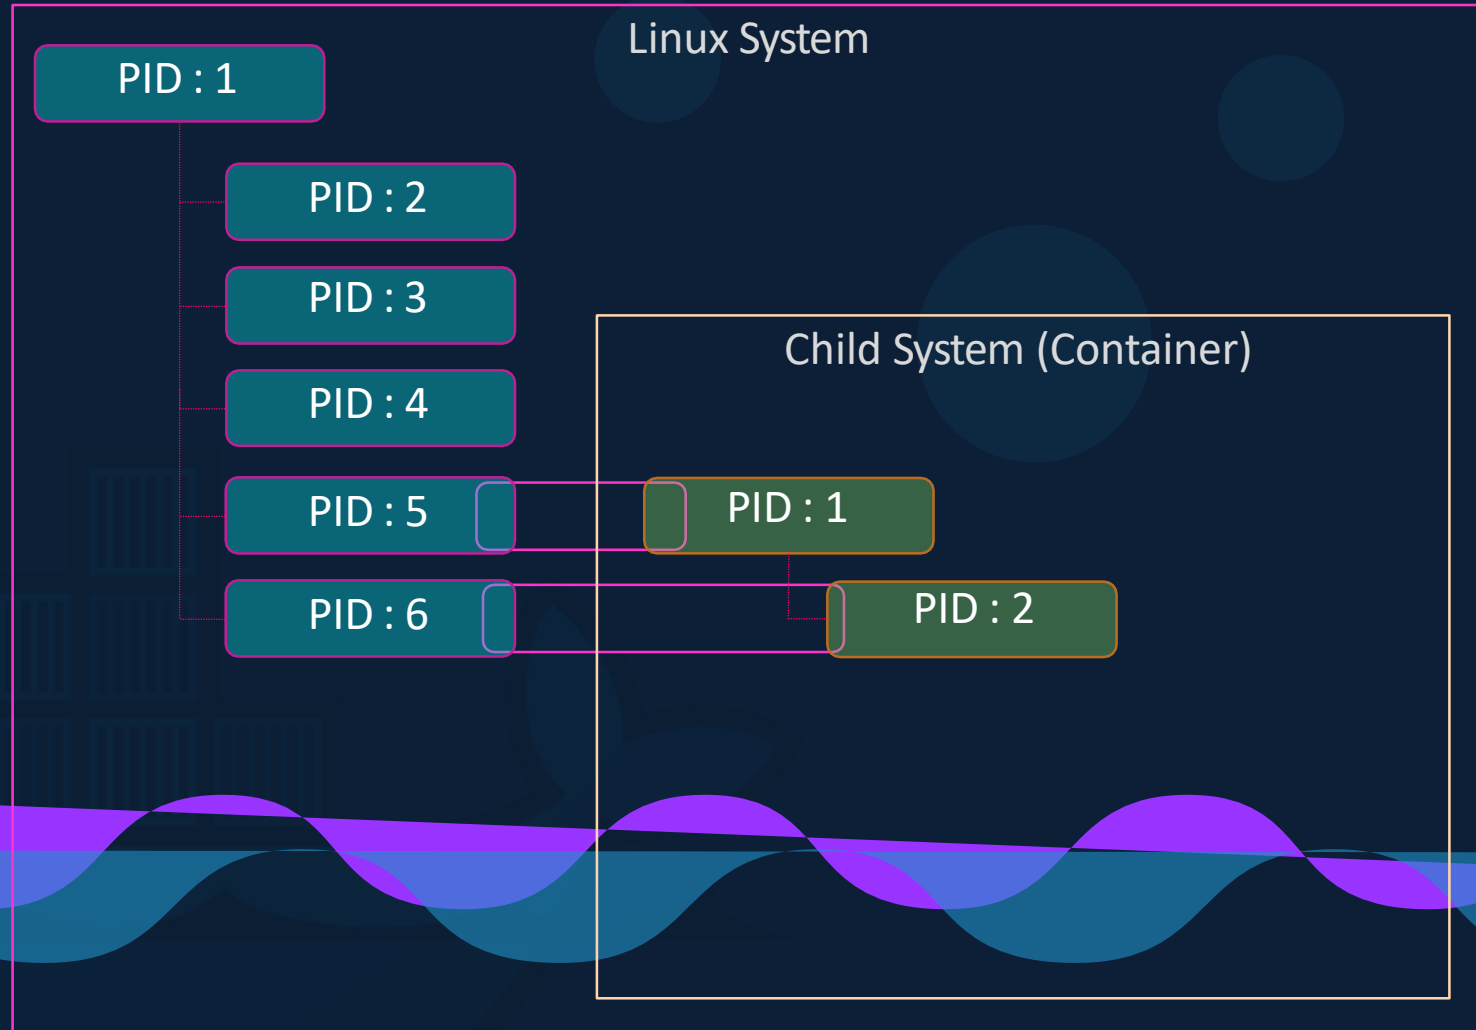 Linux System
PID : 1
PID : 2
PID : 3
PID : 4
PID : 5
PID : 6
Child System (Container)
PID : 1
PID : 2